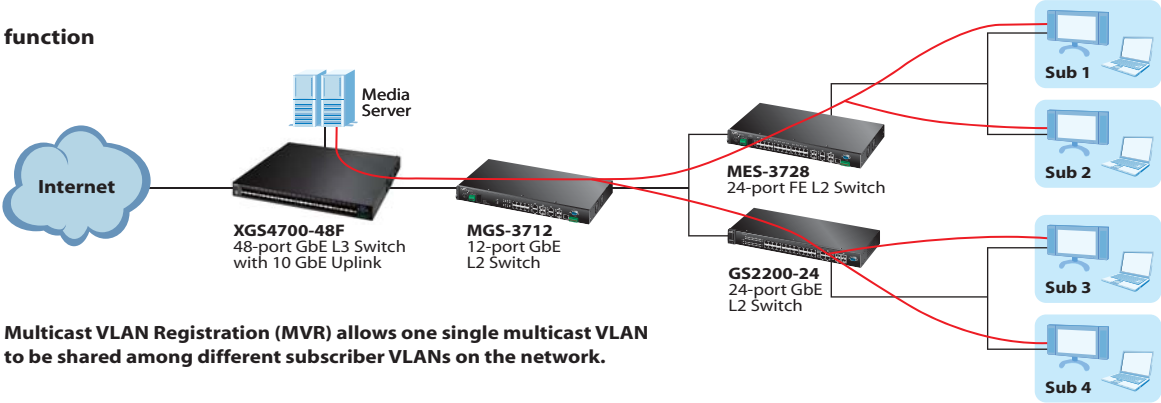 function
Media
Server
Internet
XGS4700-48F
48-port GbE L3 Switch
with 10 GbE Uplink
MGS-3712
12-port GbE
L2 Switch
MES-3728
24-port FE L2 Switch
GS2200-24
24-port GbE
L2 Switch
Sub 1
Sub 2
Sub 3
Sub 4
Multicast VLAN Registration (MVR) allows one single multicast VLAN
to be shared among different subscriber VLANs on the network.